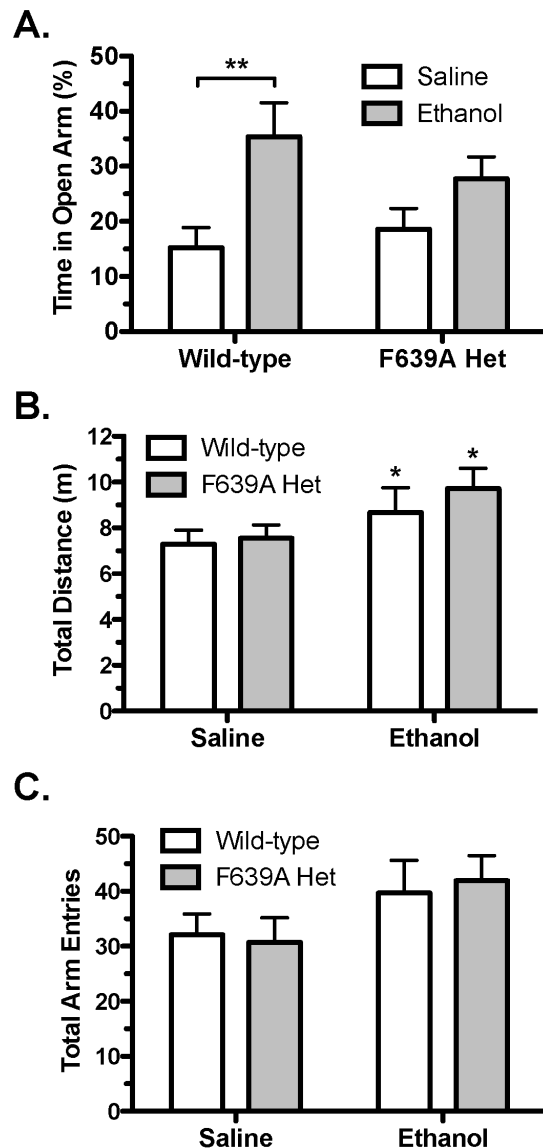 A.
Time in Open Arm (%)
50
40
30
20
10
0
**
Saline
Ethanol
Wild-type
F639A Het
B.
Total Distance (m)
12
10
8
6
4
2
0
Wild-type
F639A Het
*
*
Saline
Ethanol
C.
Total Arm Entries
50
40
30
20
10
0
Wild-type
F639A Het
Saline
Ethanol